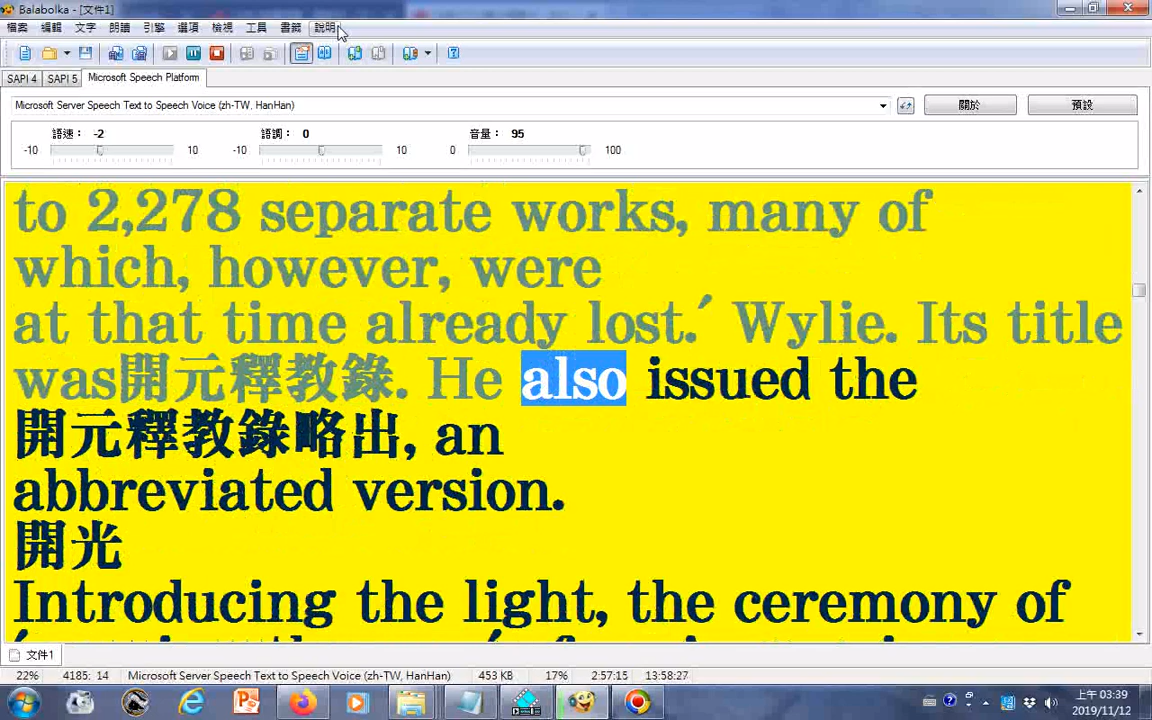 Balabolka - [文件1]
檔案 編輯 文字 朗讀 引擎 選項 檢視 工具 書籤 說明
SAPI 4 SAPI 5 Microsoft Speech Platform
Microsoft Server Speech Text to Speech Voice (zh-TW, HanHan) 關於 預設
語速： -2 語調： 0 音量： 95
-10 10 -10 10 0 100
to 2,278 separate works, many of
which, however, were
at that time already lost.´ Wylie. Its title
was開元釋教錄. He also issued the
開元釋教錄略出, an
abbreviated version.
開光
Introducing the light, the ceremony of
文件1
22% 4185: 14 Microsoft Server Speech Text to Speech Voice (zh-TW, HanHan) 453 KB 17% 2:57:15 13:58:27
上午 03:39
2019/11/12